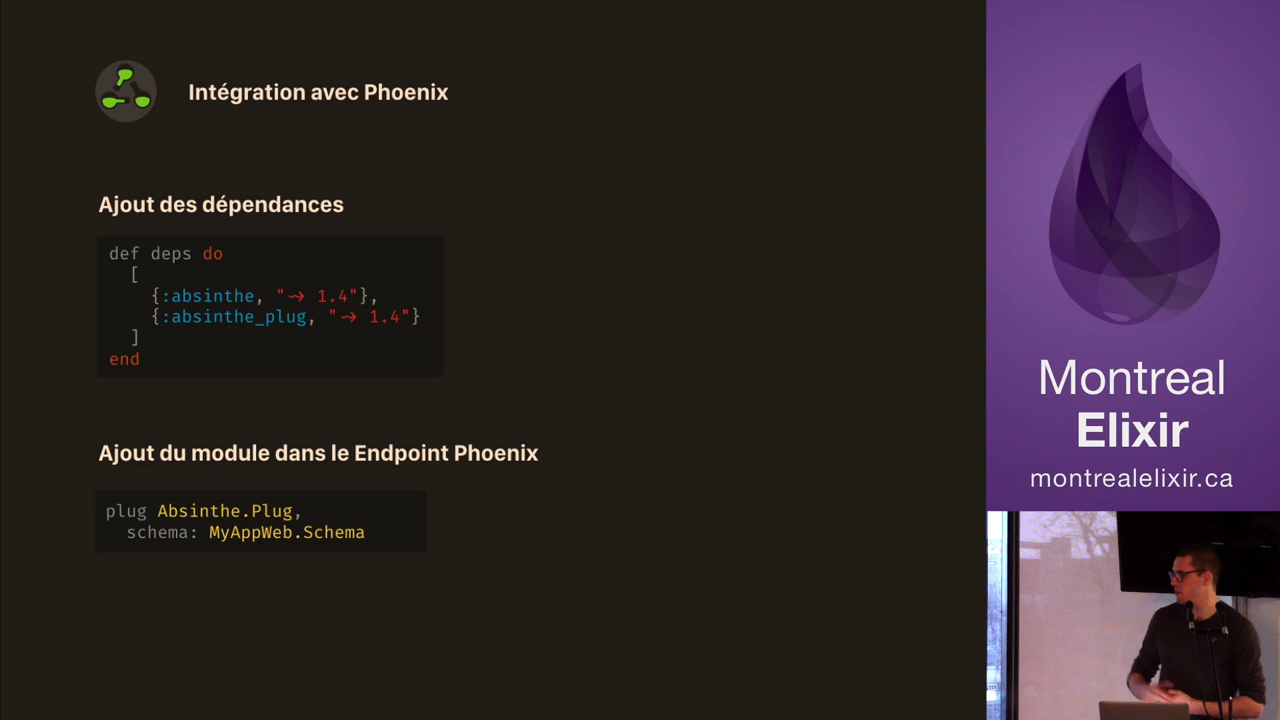 Intégration avec Phoenix
Ajout des dépendances
def deps do
[
{:absinthe, "~> 1.4"},
{:absinthe_plug, "~> 1.4"}
]
end
Ajout du module dans le Endpoint Phoenix
plug Absinthe.Plug,
schema: MyAppWeb.Schema
Montreal
Elixir
montrealelixir.ca